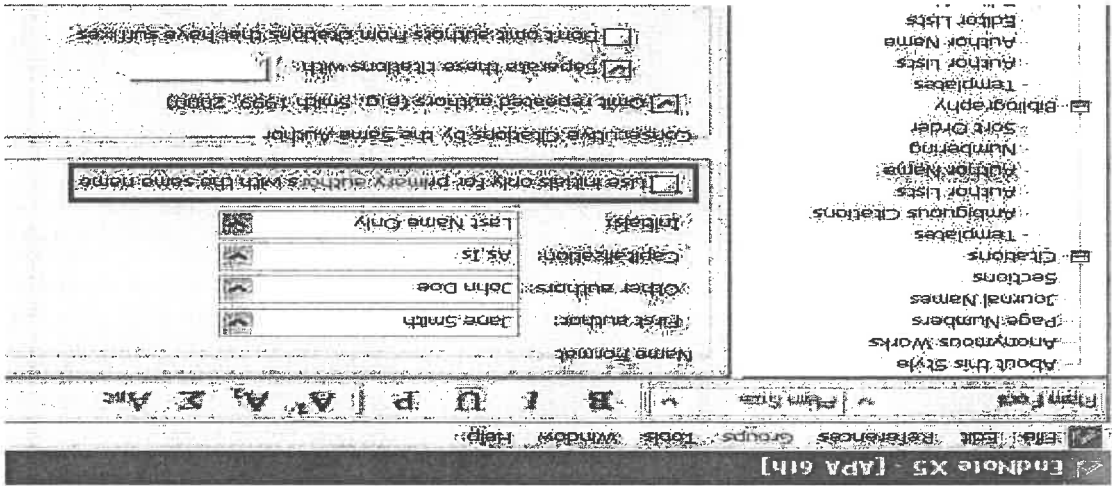 EndNote X5 - [APA 6th]
File Edit References Groups Tools Window Help
Plain Font Plain Size B I U P
About this Style
Anonymous Works
Page Numbers
Journal Names
Sections
Citations
Templates
Ambiguous Citations
Author Lists
Author Name
Numbering
Sort Order
Bibliography
Templates
Author Lists
Author Name
Editor Lists
Name Format
First author: Jane Smith
Other authors: John Doe
Capitalization: As Is
Initials: Last Name Only
Use initials only for primary authors with the same name
Consecutive Citations by the Same Author
Omit repeated authors (e.g. Smith 1999, 2000)
Separate these citations with:
Don't omit authors from citations that have suffixes